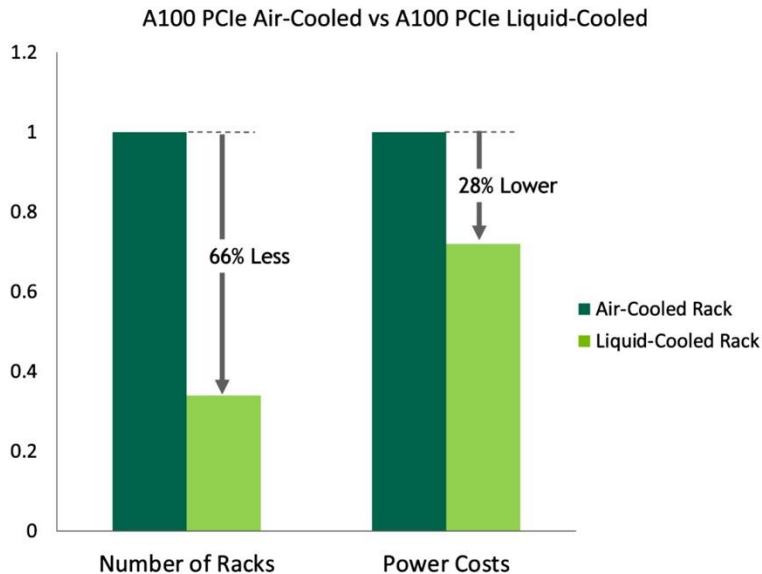 A100 PCIe Air-Cooled vs A100 PCIe Liquid-Cooled
1.2
1
0.8
0.6
0.4
0.2
0
66% Less
28% Lower
Air-Cooled Rack
Liquid-Cooled Rack
Number of Racks
Power Costs